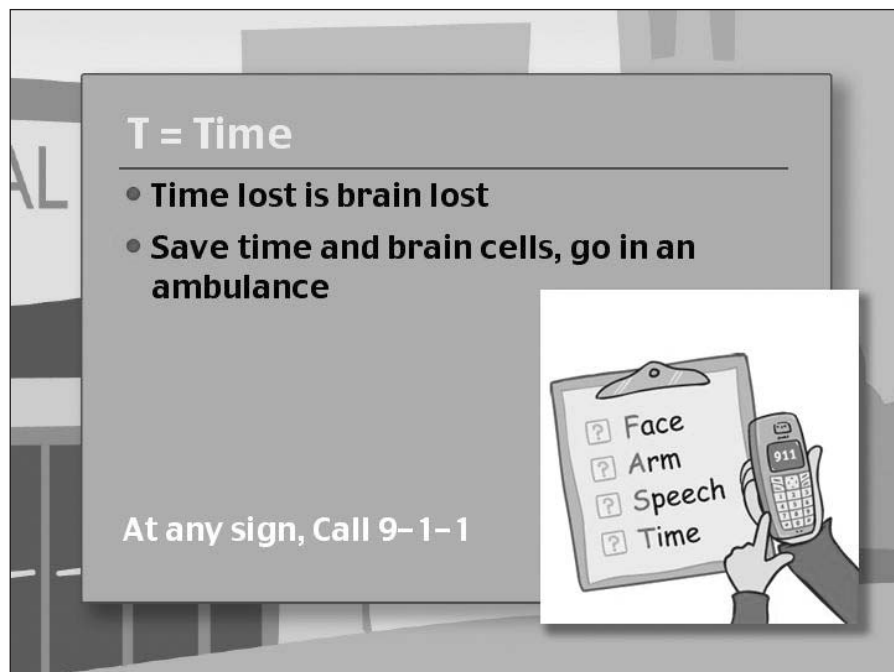 AL
T = Time
Time lost is brain lost
Save time and brain cells, go in an
ambulance
At any sign, Call 9-1-1
? Face
? Arm
? Speech
? Time
911